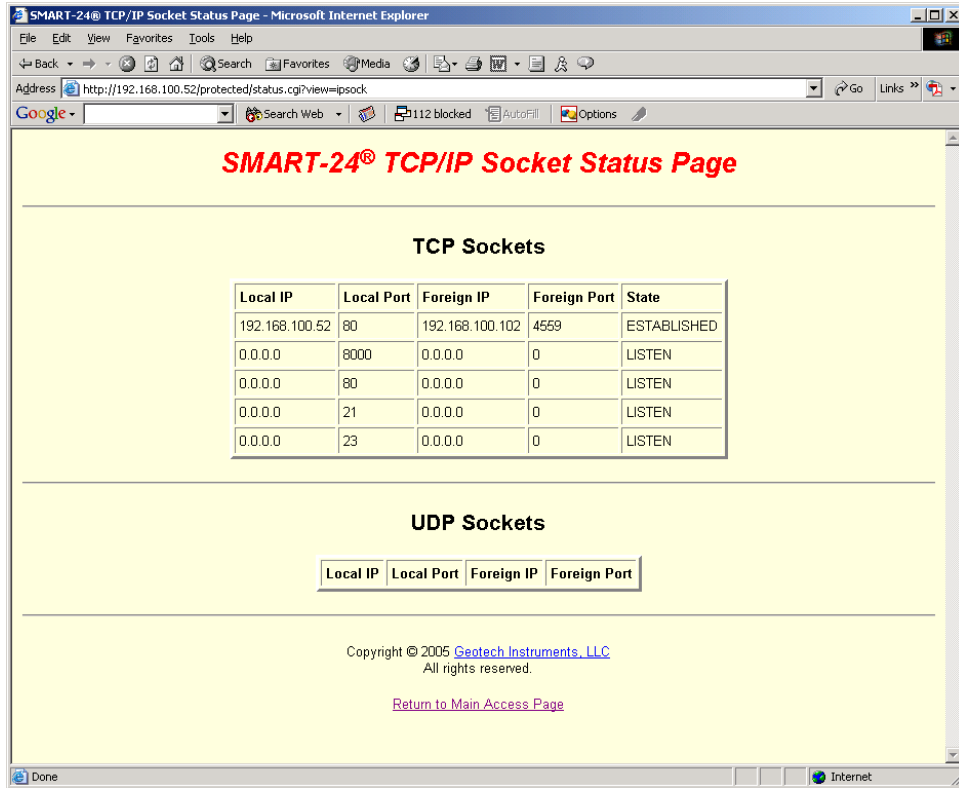 SMART-24® TCP/IP Socket Status Page - Microsoft Internet Explorer
File Edit View Favorites Tools Help
Back Search Favorites Media
Address http://192.168.100.52/protected/status.cgi?view=ipsock Go Links »
Google Search Web 112 blocked AutoFill Options
SMART-24® TCP/IP Socket Status Page
TCP Sockets
Local IP Local Port Foreign IP Foreign Port State
192.168.100.52 80 192.168.100.102 4559 ESTABLISHED
0.0.0.0 8000 0.0.0.0 0 LISTEN
0.0.0.0 80 0.0.0.0 0 LISTEN
0.0.0.0 21 0.0.0.0 0 LISTEN
0.0.0.0 23 0.0.0.0 0 LISTEN
UDP Sockets
Local IP Local Port Foreign IP Foreign Port
Copyright © 2005 Geotech Instruments, LLC
All rights reserved.
Return to Main Access Page
Done Internet